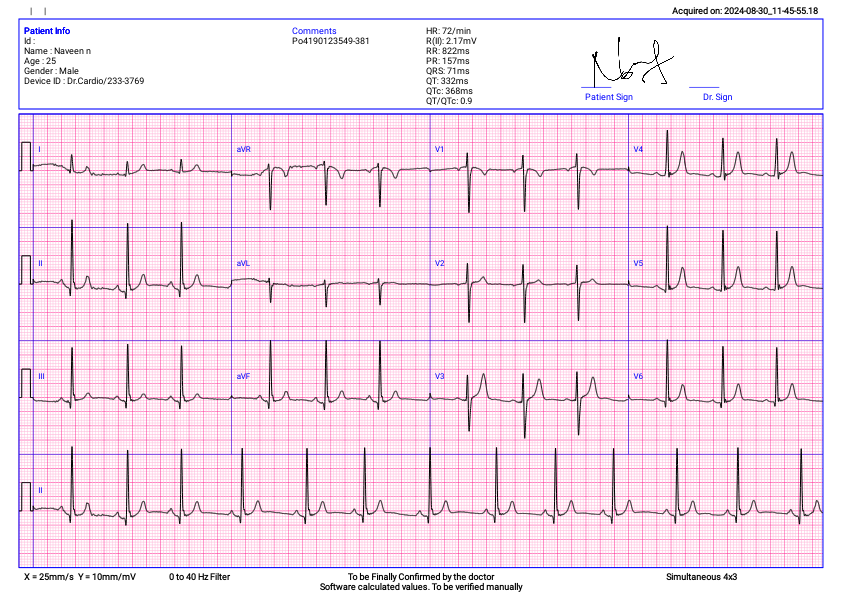 Acquired on: 2024-08-30_11-45-55.18
Patient Info
Id :
Name : Naveen n
Age : 25
Gender : Male
Device ID : Dr.Cardio/233-3769
Comments
Po4190123549-381
HR: 72/min
R(II): 2.17mV
RR: 822ms
PR: 157ms
QRS: 71ms
QT: 332ms
QTc: 368ms
QT/QTc: 0.9
Patient Sign
Dr. Sign
I aVR V1 V4
II aVL V2 V5
III aVF V3 V6
II
X = 25mm/s Y = 10mm/mV 0 to 40 Hz Filter To be Finally Confirmed by the doctor Simultaneous 4x3
Software calculated values. To be verified manually